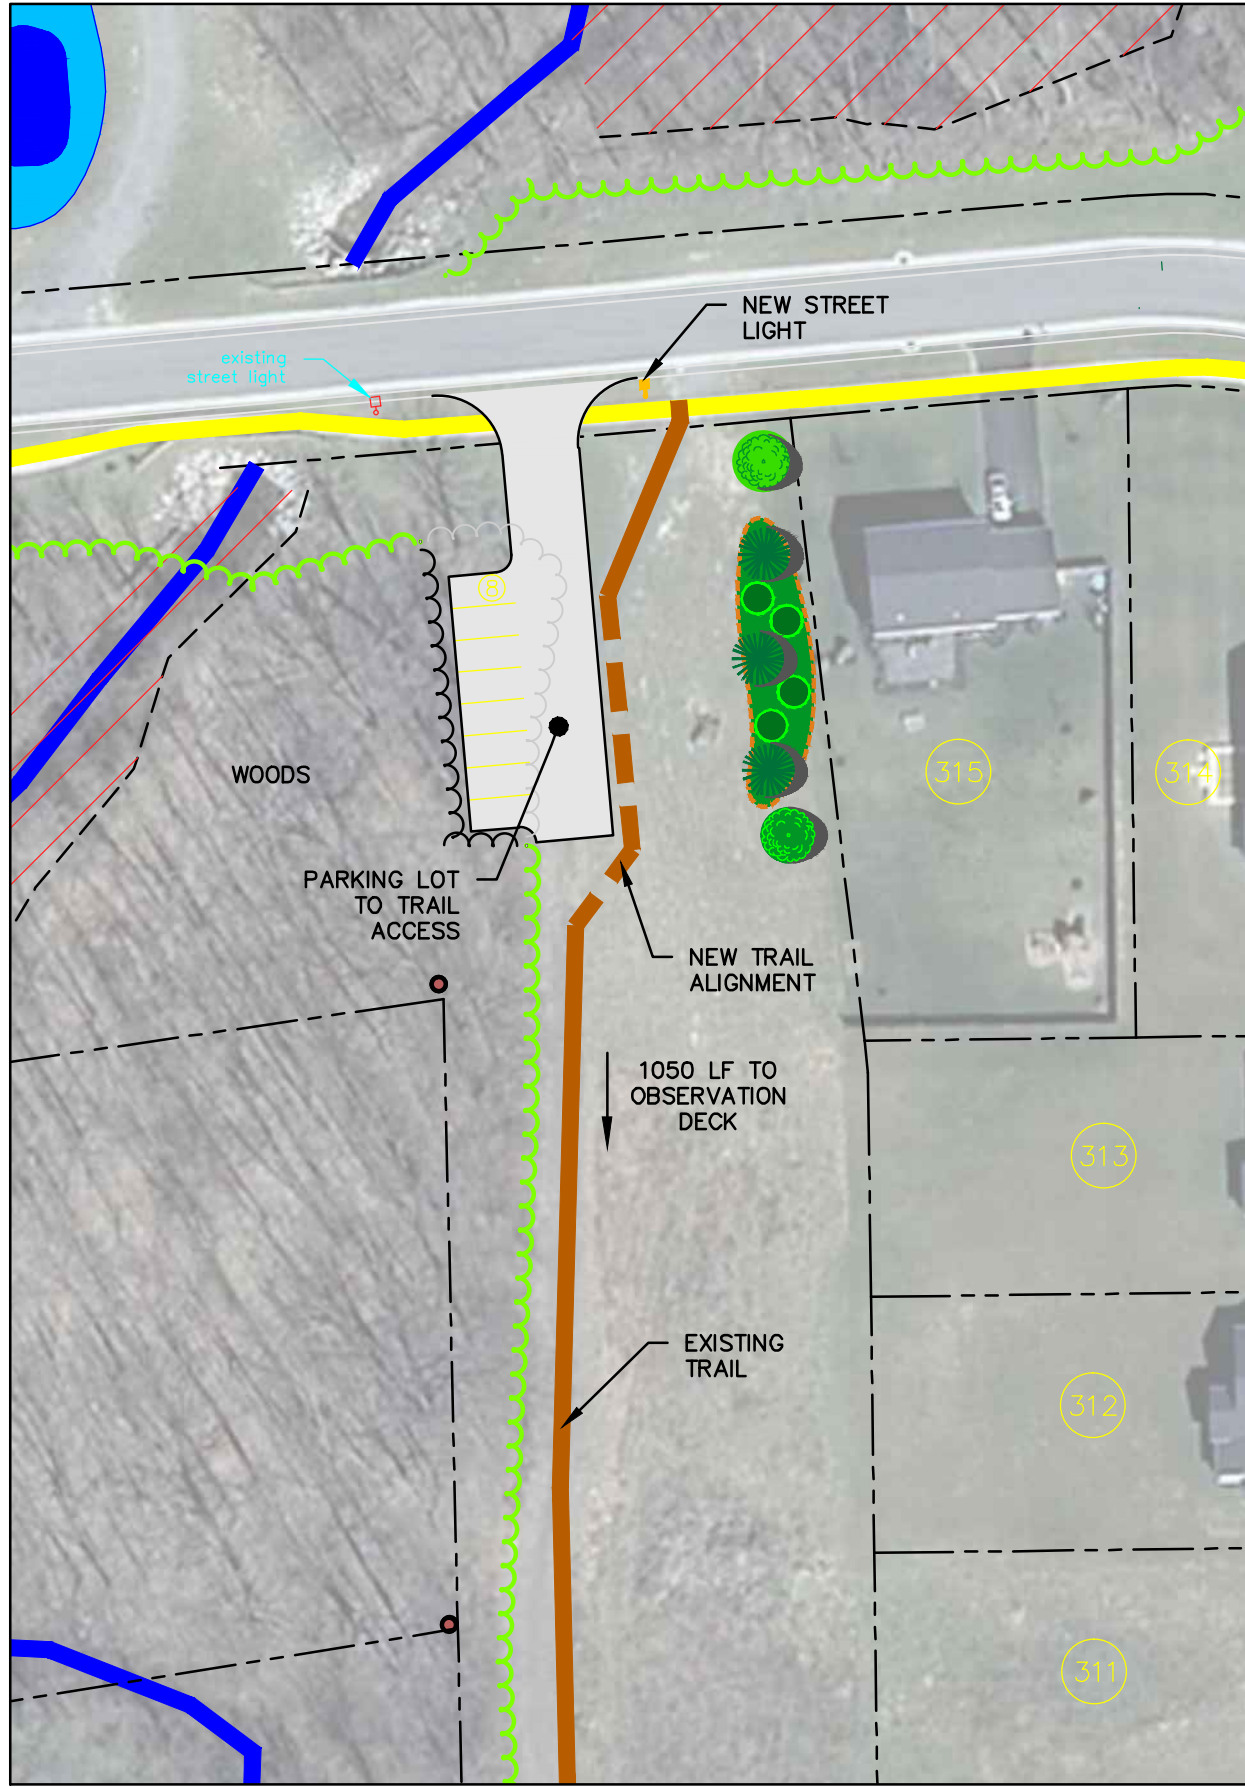 NEW STREET
LIGHT
existing
street light
8
WOODS
315
314
PARKING LOT
TO TRAIL
ACCESS
NEW TRAIL
ALIGNMENT
1050 LF TO
OBSERVATION
DECK
313
EXISTING
TRAIL
312
311